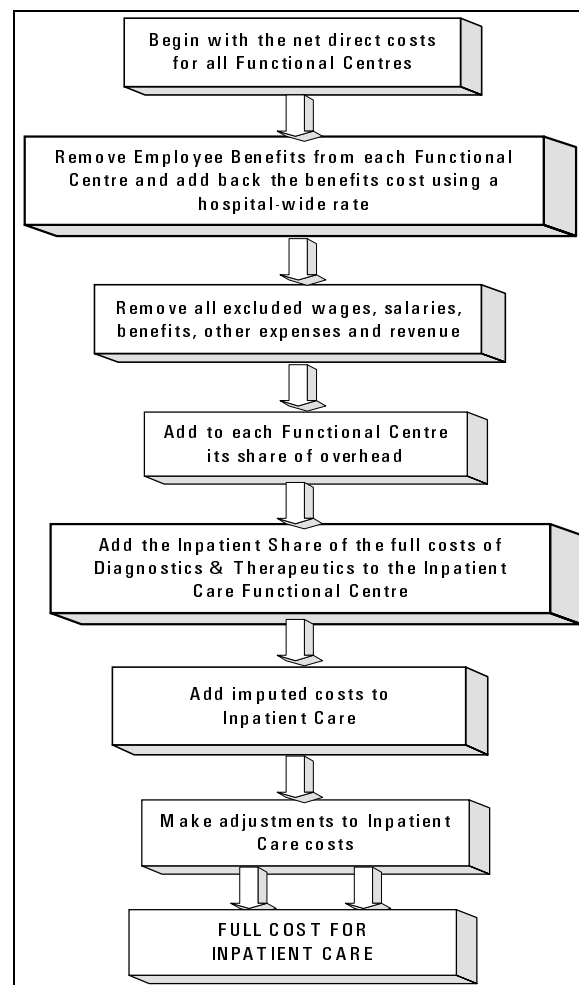 Begin with the net direct costs
for all Functional Centres
Remove Employee Benefits from each Functional
Centre and add back the benefits cost using a
hospital-wide rate
Remove all excluded wages, salaries,
benefits, other expenses and revenue
Add to each Functional Centre
its share of overhead
Add the Inpatient Share of the full costs of
Diagnostics & Therapeutics to the Inpatient
Care Functional Centre
Add imputed costs to
Inpatient Care
Make adjustments to Inpatient
Care costs
FULL COST FOR
INPATIENT CARE